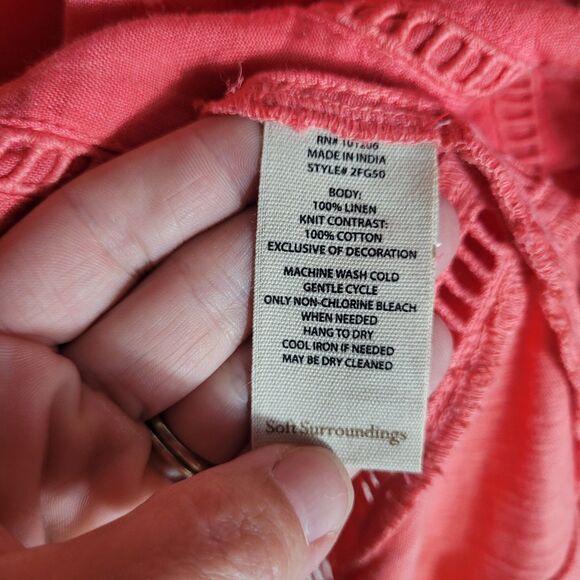 RN# 101206
MADE IN INDIA
STYLE# 2FG50
BODY:
100% LINEN
KNIT CONTRAST:
100% COTTON
EXCLUSIVE OF DECORATION
MACHINE WASH COLD
GENTLE CYCLE
ONLY NON-CHLORINE BLEACH
WHEN NEEDED
HANG TO DRY
COOL IRON IF NEEDED
MAY BE DRY CLEANED
Soft Surroundings